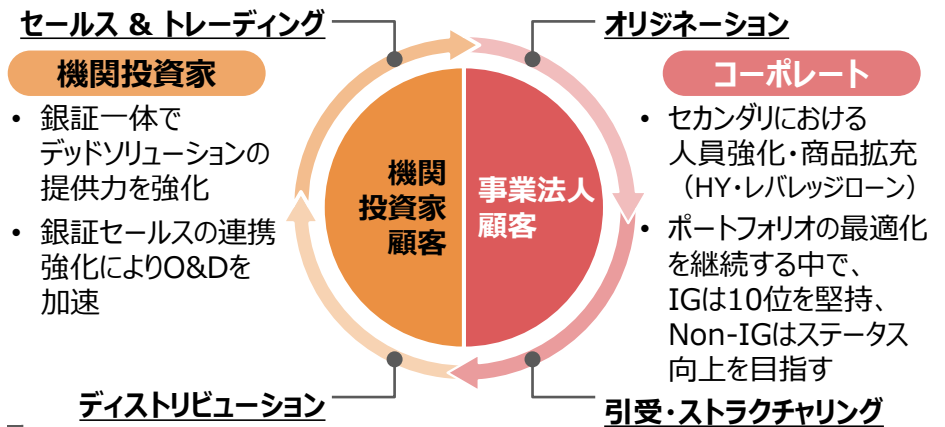 セールス & トレーディング
オリジネーション
機関投資家
• 銀証一体で
デッドソリューションの
提供力を強化
• 銀証セールスの連携
強化によりO&Dを
加速
機関
投資家
顧客
事業法人
顧客
コーポレート
• セカンダリにおける
人員強化・商品拡充
（HY・レバレッジローン）
• ポートフォリオの最適化
を継続する中で、
IGは10位を堅持、
Non-IGはステータス
向上を目指す
ディストリビューション
引受・ストラクチャリング